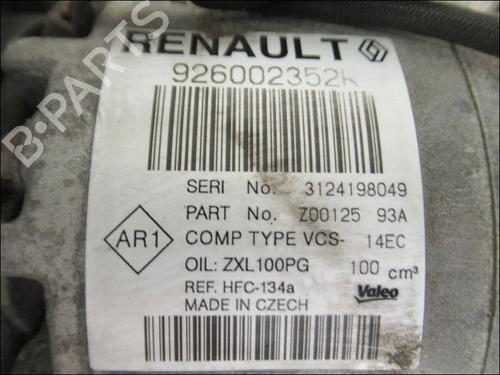 RENAULT
926002352R
SERI No. 3124198049
PART No. Z00125 93A
AR1
COMP TYPE VCS- 14EC
OIL: ZXL100PG 100 cm³
REF. HFC-134a
Valeo
MADE IN CZECH
B-PARTS